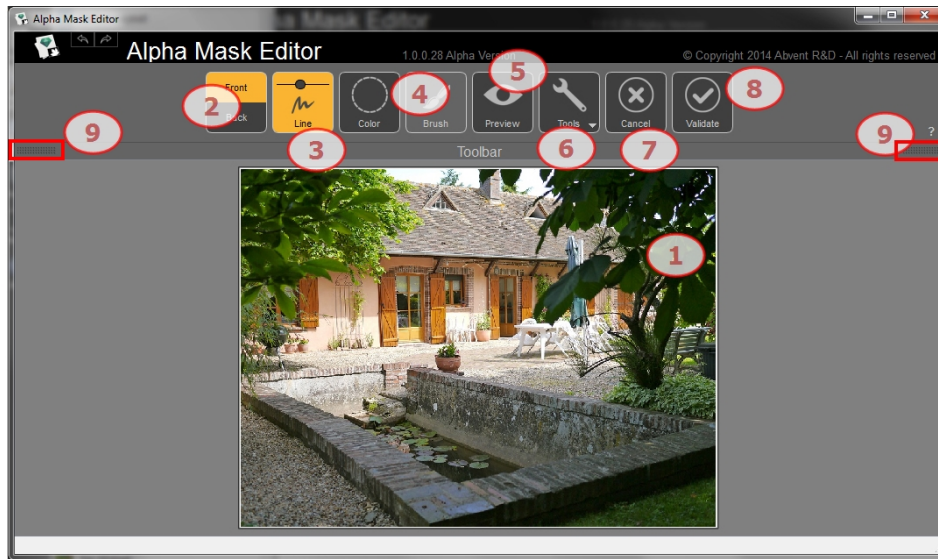 Alpha Mask Editor
Alpha Mask Editor
1.0.0.28 Alpha Version
© Copyright 2014 Abvent R&D - All rights reserved
Front
Back
Line
Color
Brush
Preview
Tools
Cancel
Validate
?
2
3
4
5
6
7
8
9
9
Toolbar
1